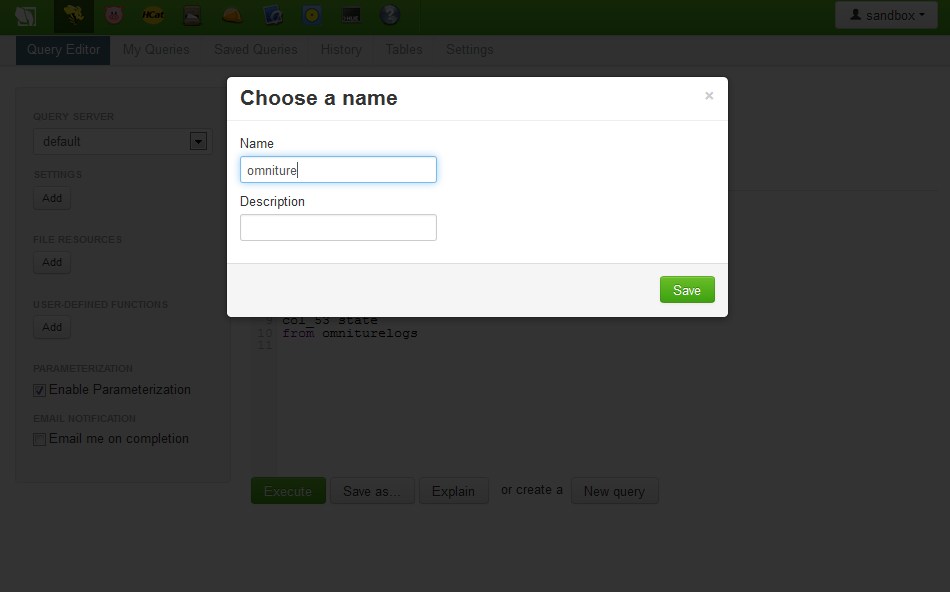 HCat
sandbox
Query Editor My Queries Saved Queries History Tables Settings
Choose a name
×
Name
omniture
Description
Save
QUERY SERVER
default
SETTINGS
Add
FILE RESOURCES
Add
USER-DEFINED FUNCTIONS
Add
PARAMETERIZATION
Enable Parameterization
EMAIL NOTIFICATION
Email me on completion
9 col_53 state
10 from omniturelogs
11
Execute Save as... Explain or create a New query